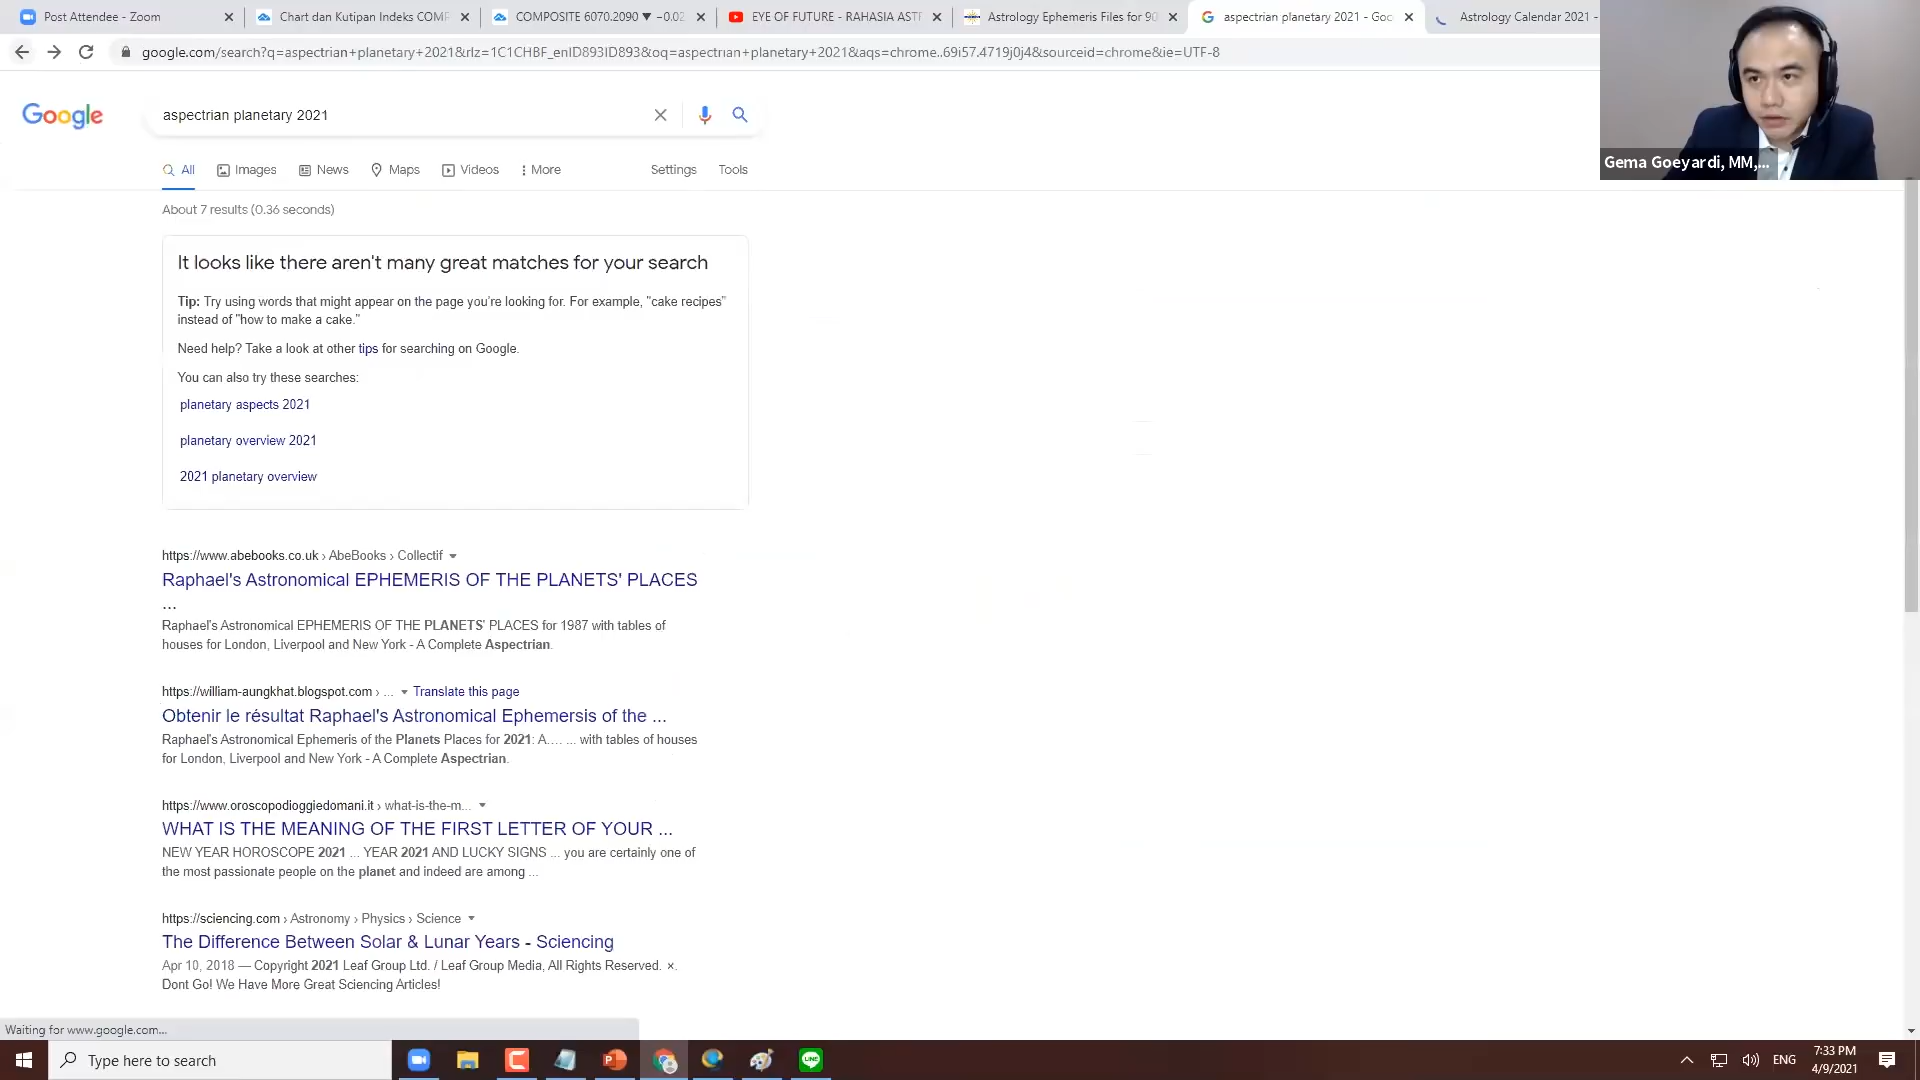 Post Attendee - Zoom
Chart dan Kutipan Indeks COMP
COMPOSITE 6070.2090 ▼ −0.02
EYE OF FUTURE - RAHASIA ASTR
Astrology Ephemeris Files for 90
aspectrian planetary 2021 - Goo
Astrology Calendar 2021 -
google.com/search?q=aspectrian+planetary+2021&rlz=1C1CHBF_enID893ID893&oq=aspectrian+planetary+2021&aqs=chrome..69i57.4719j0j4&sourceid=chrome&ie=UTF-8
Google
aspectrian planetary 2021
All
Images
News
Maps
Videos
More
Settings
Tools
Gema Goeyardi, MM,...
About 7 results (0.36 seconds)
It looks like there aren't many great matches for your search
Tip: Try using words that might appear on the page you're looking for. For example, "cake recipes"
instead of "how to make a cake."
Need help? Take a look at other tips for searching on Google.
You can also try these searches:
planetary aspects 2021
planetary overview 2021
2021 planetary overview
https://www.abebooks.co.uk › AbeBooks › Collectif
Raphael's Astronomical EPHEMERIS OF THE PLANETS' PLACES
...
Raphael's Astronomical EPHEMERIS OF THE PLANETS' PLACES for 1987 with tables of
houses for London, Liverpool and New York - A Complete Aspectrian.
https://william-aungkhat.blogspot.com › ... Translate this page
Obtenir le résultat Raphael's Astronomical Ephemersis of the ...
Raphael's Astronomical Ephemeris of the Planets Places for 2021: A.... ... with tables of houses
for London, Liverpool and New York - A Complete Aspectrian.
https://www.oroscopodioggiedomani.it › what-is-the-m...
WHAT IS THE MEANING OF THE FIRST LETTER OF YOUR ...
NEW YEAR HOROSCOPE 2021 ... YEAR 2021 AND LUCKY SIGNS ... you are certainly one of
the most passionate people on the planet and indeed are among ...
https://sciencing.com › Astronomy › Physics › Science
The Difference Between Solar & Lunar Years - Sciencing
Apr 10, 2018 — Copyright 2021 Leaf Group Ltd. / Leaf Group Media, All Rights Reserved. ×.
Dont Go! We Have More Great Sciencing Articles!
Waiting for www.google.com...
Type here to search
LINE
ENG
7:33 PM
4/9/2021